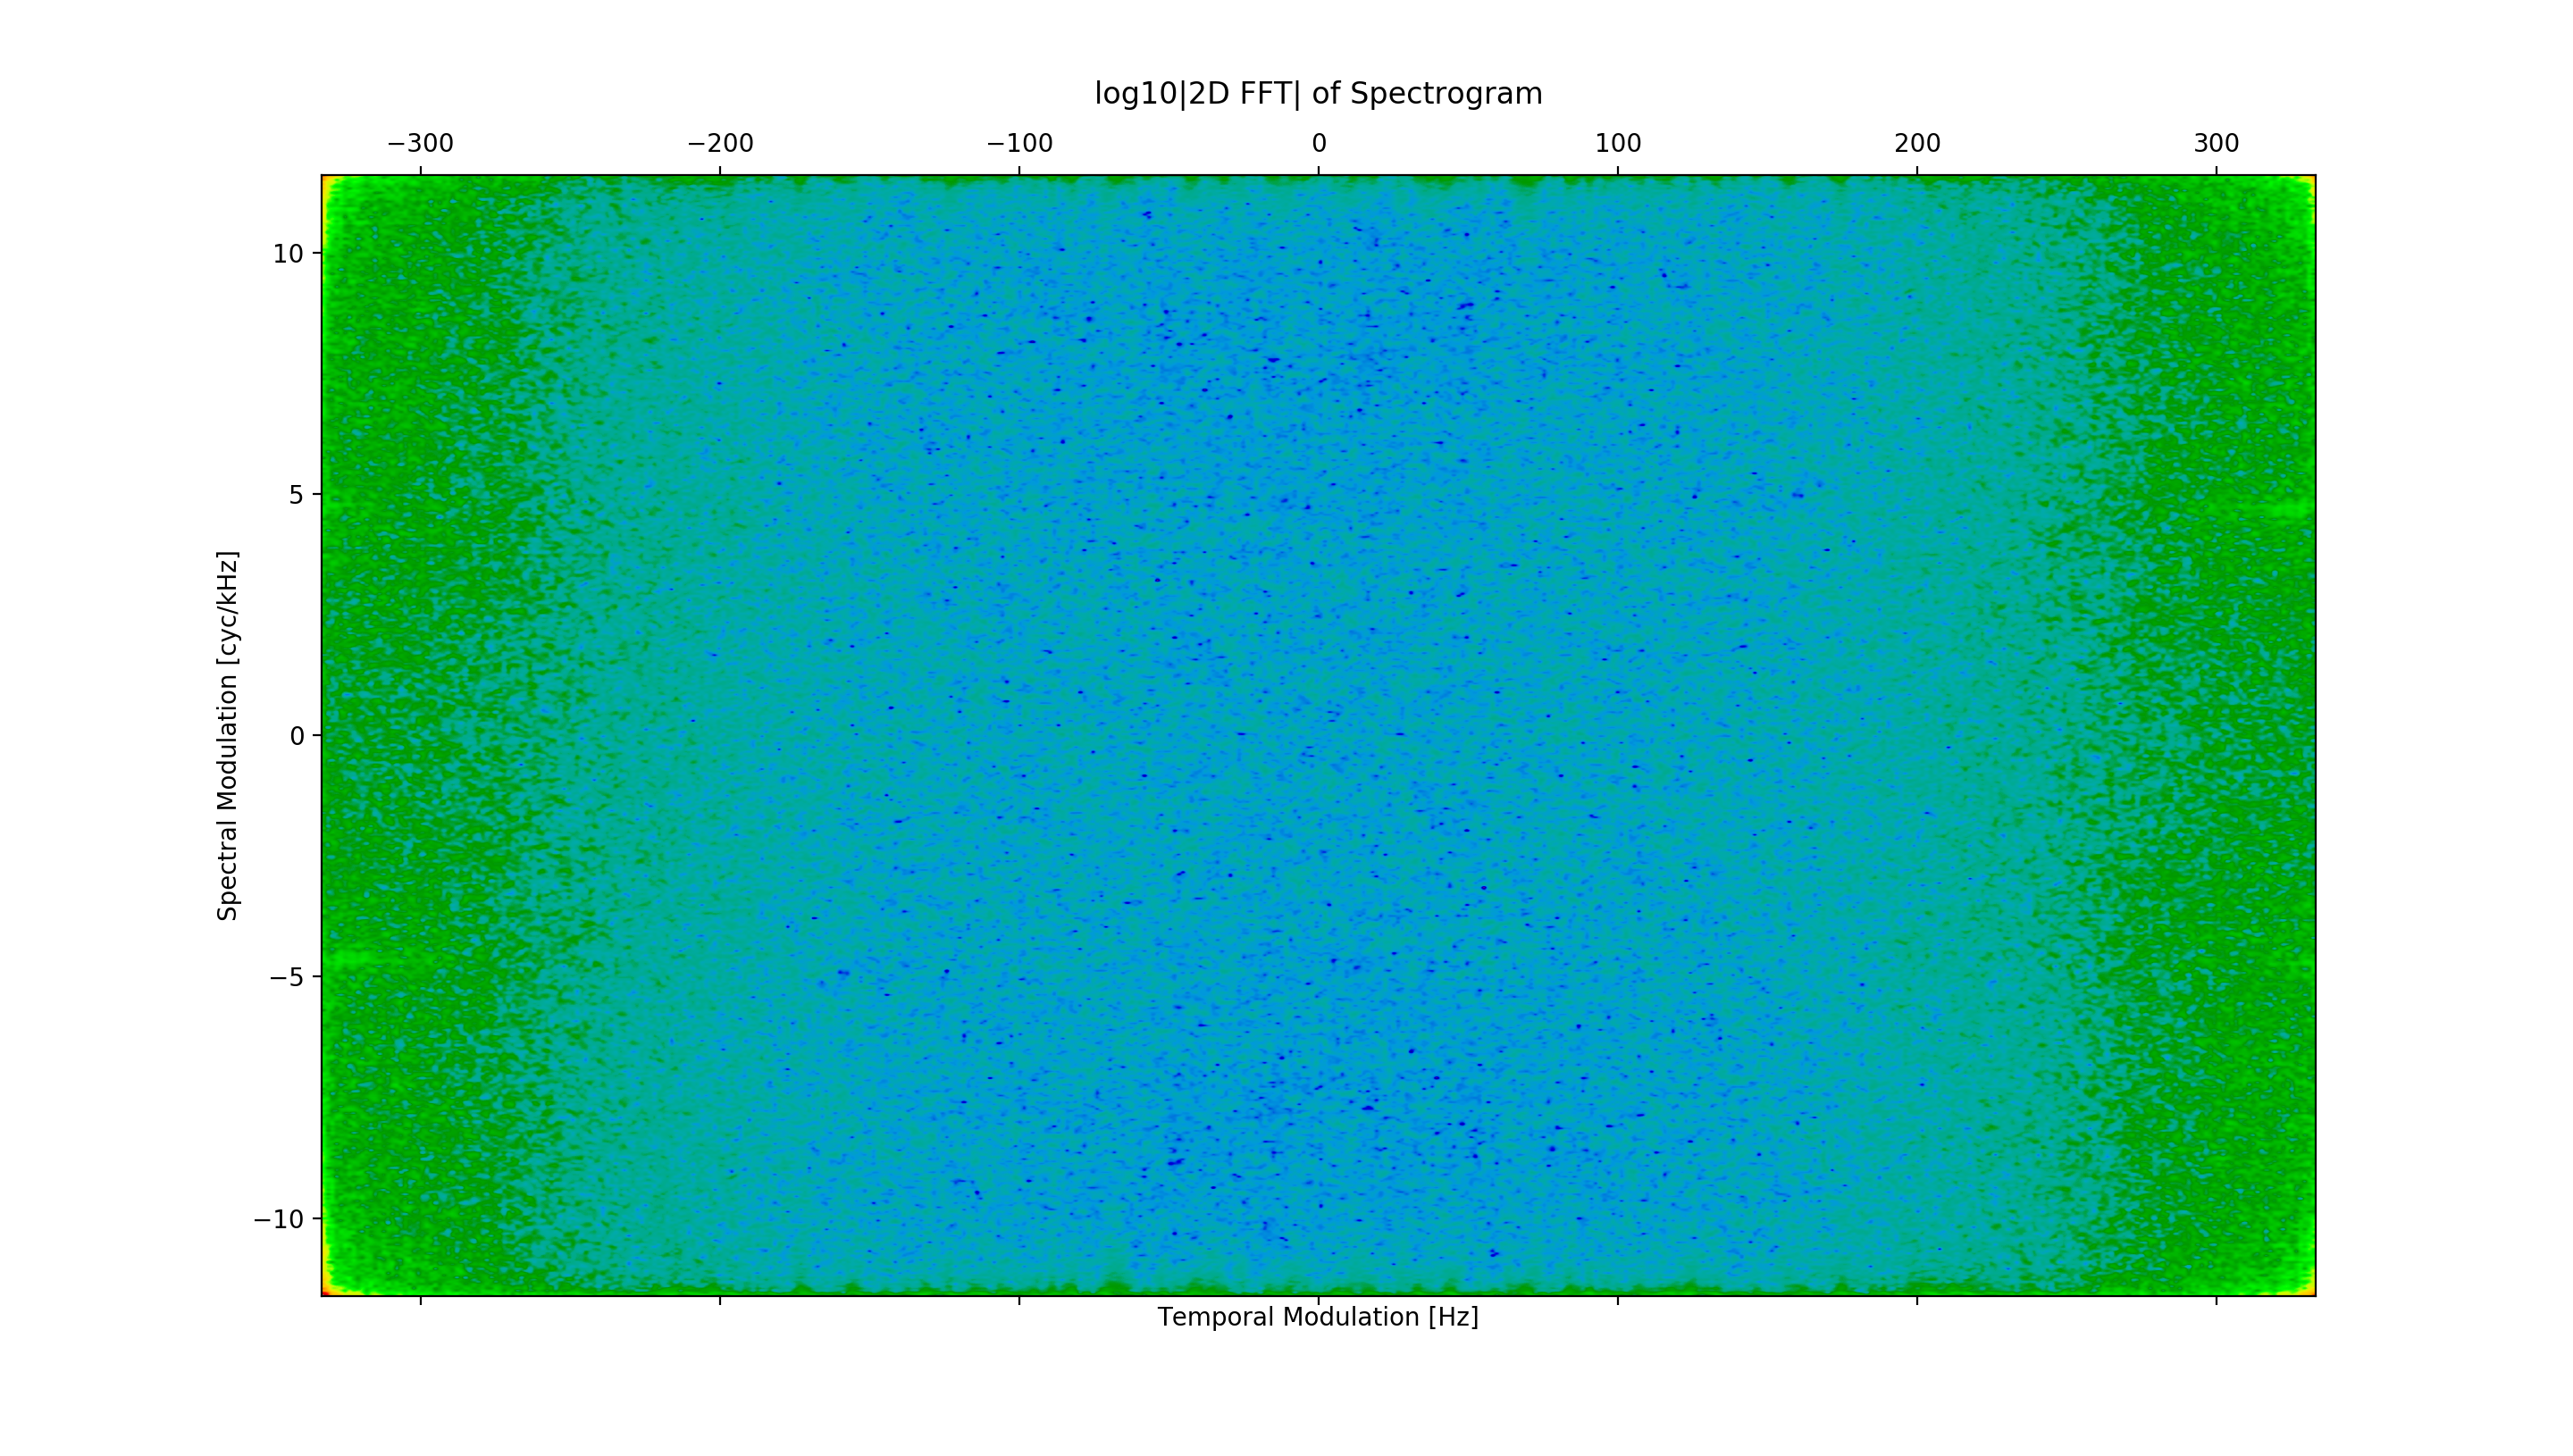 log10|2D FFT| of Spectrogram
−300 −200 −100 0 100 200 300
10
5
0
−5
−10
Spectral Modulation [cyc/kHz]
Temporal Modulation [Hz]